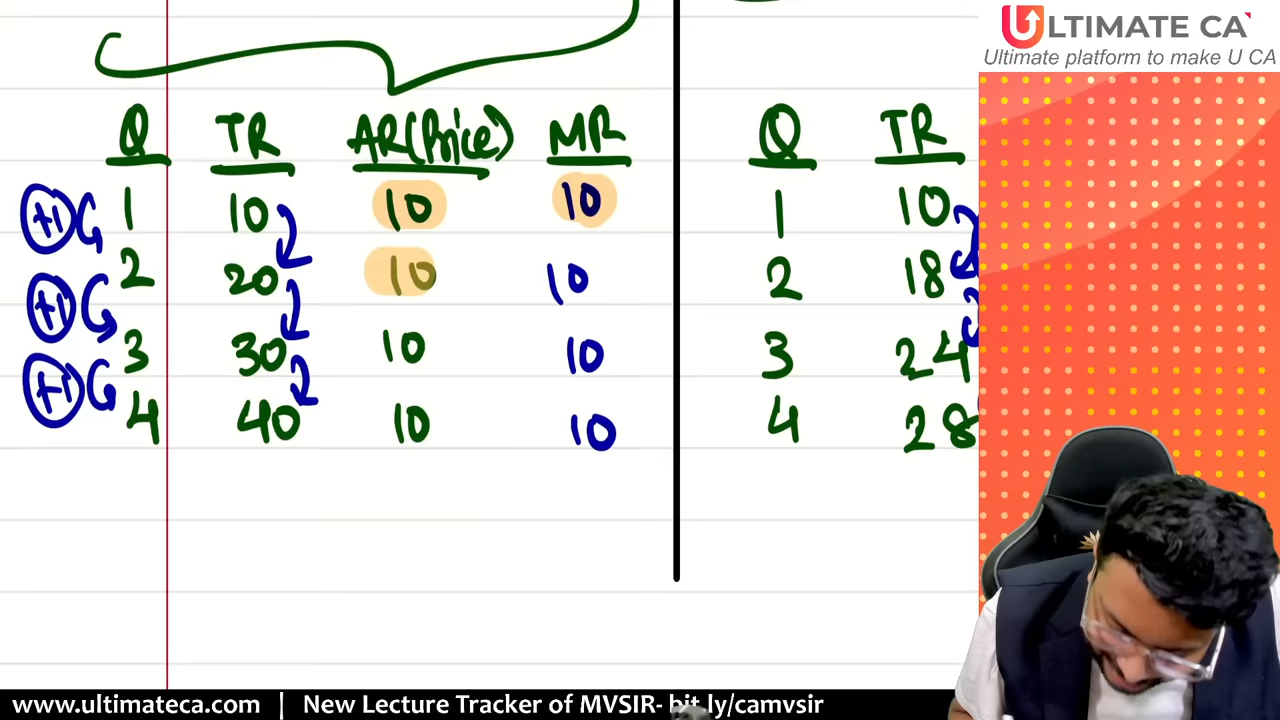 ULTIMATE CA
Ultimate platform to make U CA
Q TR AR(Price) MR
+1 1 10 10 10
+1 2 20 10 10
+1 3 30 10 10
4 40 10 10
Q TR
1 10
2 18
3 24
4 28
www.ultimateca.com | New Lecture Tracker of MVSIR- bit.ly/camvsir